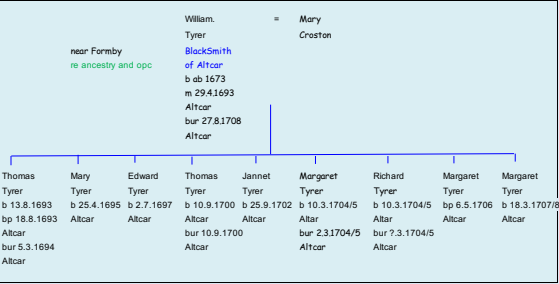 William. = Mary
Tyrer Croston
near Formby BlackSmith
re ancestry and opc of Altcar
b ab 1673
m 29.4.1693
Altcar
bur 27.8.1708
Altcar
Thomas Mary Edward Thomas Jannet Margaret Richard Margaret Margaret
Tyrer Tyrer Tyrer Tyrer Tyrer Tyrer Tyrer Tyrer Tyrer
b 13.8.1693 b 25.4.1695 b 2.7.1697 b 10.9.1700 b 25.9.1702 b 10.3.1704/5 b 10.3.1704/5 bp 6.5.1706 b 18.3.1707/8
bp 18.8.1693 Altcar Altcar Altcar Altcar Altar Altar Altcar Altcar
Altcar bur 10.9.1700 bur 2,3.1704/5 bur ?.3.1704/5
bur 5.3.1694 Altcar Altcar Altcar
Altcar